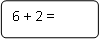 6 + 2 =